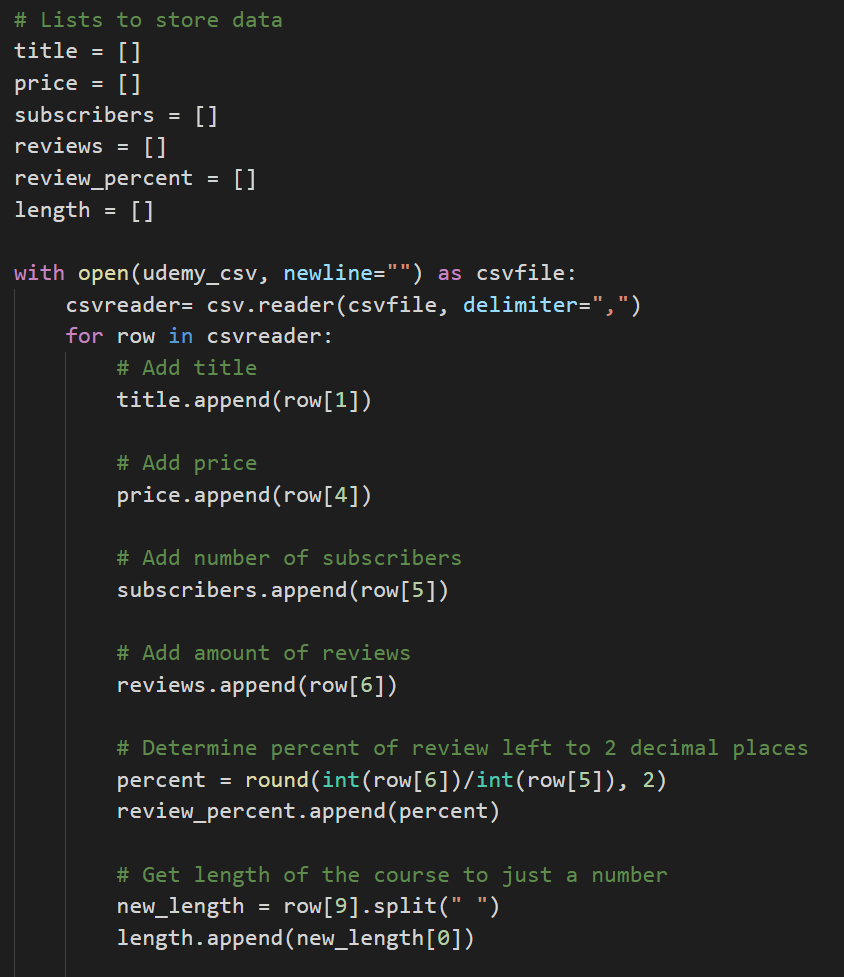 # Lists to store data
title = []
price = []
subscribers = []
reviews = []
review_percent = []
length = []

with open(udemy_csv, newline="") as csvfile:
    csvreader= csv.reader(csvfile, delimiter=",")
    for row in csvreader:
        # Add title
        title.append(row[1])

        # Add price
        price.append(row[4])

        # Add number of subscribers
        subscribers.append(row[5])

        # Add amount of reviews
        reviews.append(row[6])

        # Determine percent of review left to 2 decimal places
        percent = round(int(row[6])/int(row[5]), 2)
        review_percent.append(percent)

        # Get length of the course to just a number
        new_length = row[9].split(" ")
        length.append(new_length[0])